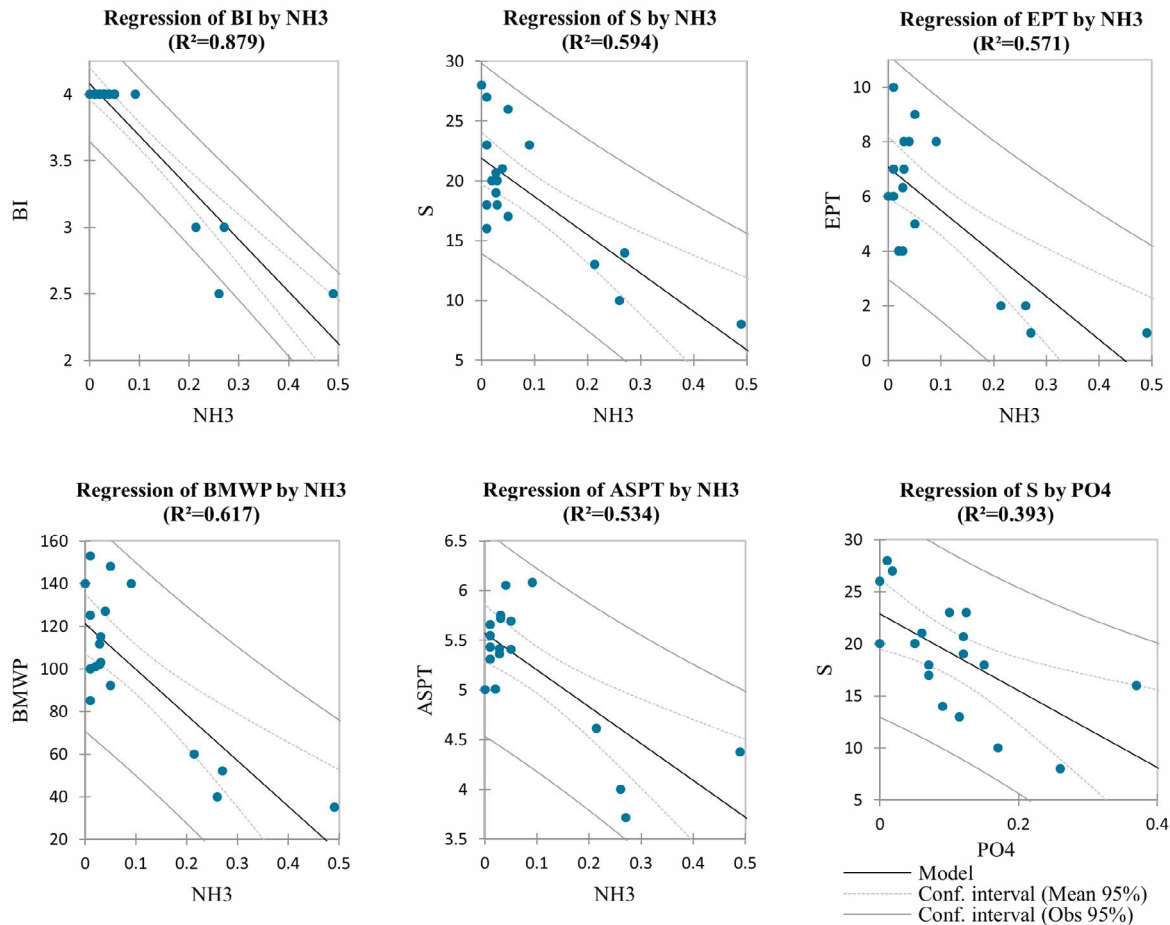 Regression of BI by NH3
(R²=0.879)
4
3.5
3
2.5
2
BI
0 0.1 0.2 0.3 0.4 0.5
NH3
Regression of S by NH3
(R²=0.594)
30
25
20
15
10
5
S
0 0.1 0.2 0.3 0.4 0.5
NH3
Regression of EPT by NH3
(R²=0.571)
10
8
6
4
2
0
EPT
0 0.1 0.2 0.3 0.4 0.5
NH3
Regression of BMWP by NH3
(R²=0.617)
160
140
120
100
80
60
40
20
BMWP
0 0.1 0.2 0.3 0.4 0.5
NH3
Regression of ASPT by NH3
(R²=0.534)
6.5
6
5.5
5
4.5
4
3.5
ASPT
0 0.1 0.2 0.3 0.4 0.5
NH3
Regression of S by PO4
(R²=0.393)
30
25
20
15
10
5
S
0 0.2 0.4
PO4
Model
Conf. interval (Mean 95%)
Conf. interval (Obs 95%)